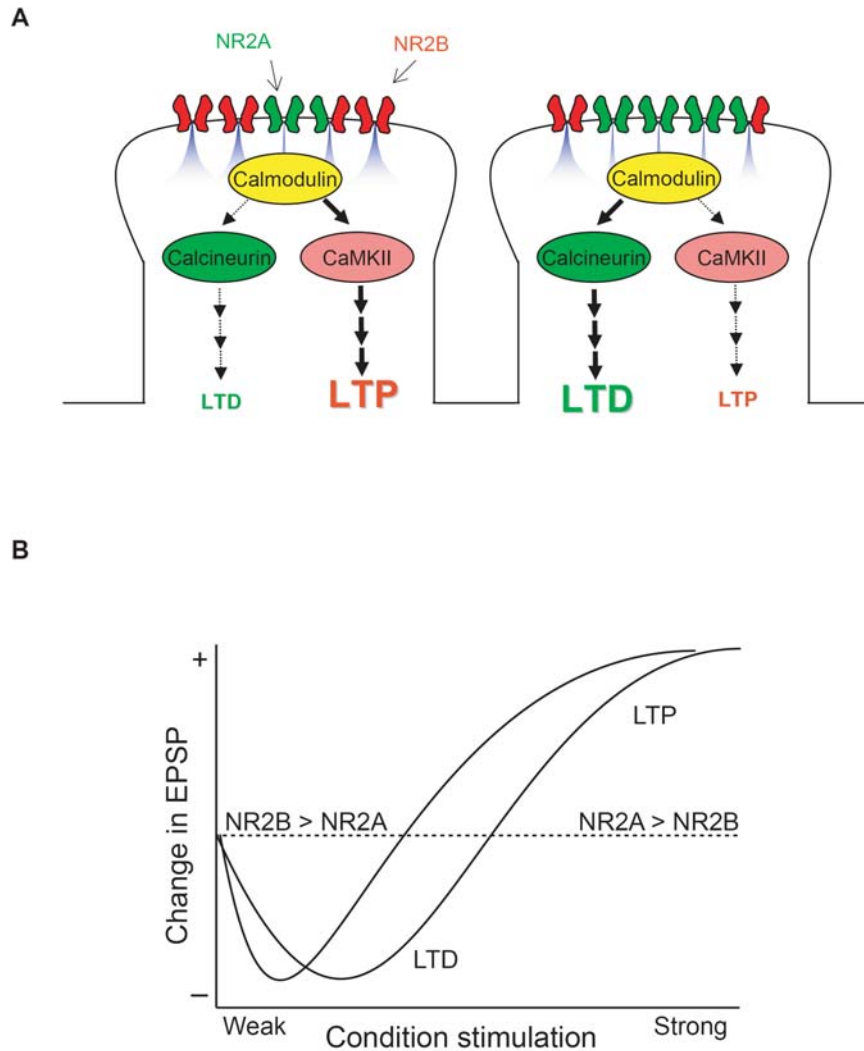 A
NR2A
NR2B
Calmodulin
Calcineurin
CaMKII
LTD
LTP
Calmodulin
Calcineurin
CaMKII
LTD
LTP
B
+
Change in EPSP
–
LTP
NR2B > NR2A
NR2A > NR2B
LTD
Weak
Condition stimulation
Strong